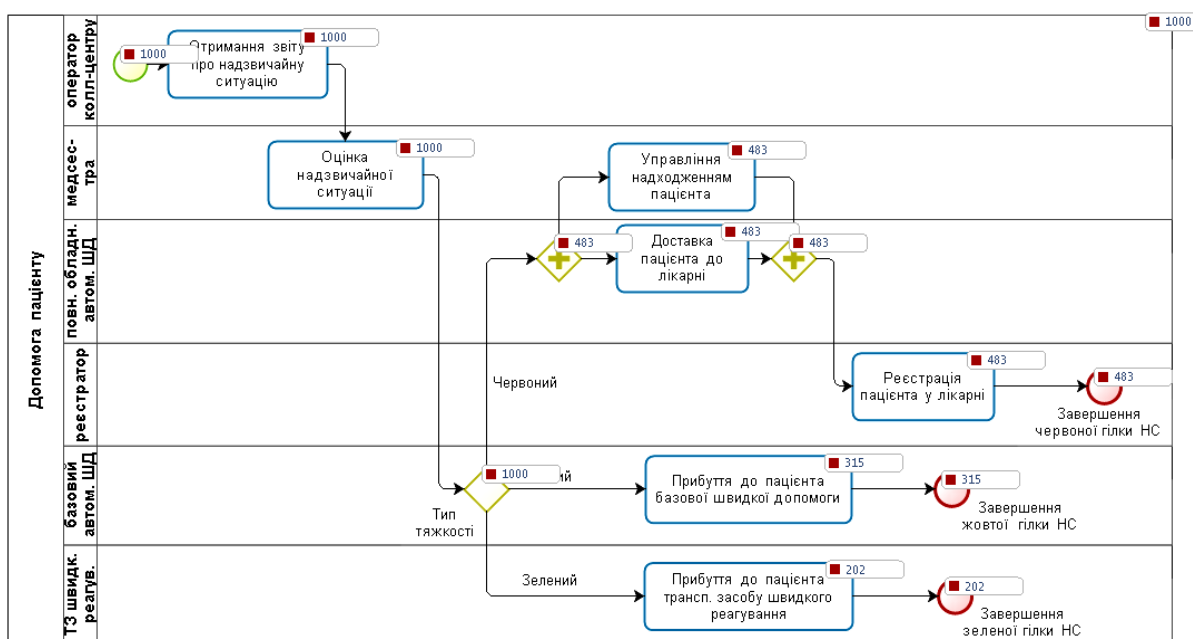 Допомога пацієнту
оператор
колл-центру
1000
Отримання звіту
про надзвичайну
ситуацію
1000
1000
медсес-
тра
Оцінка
надзвичайної
ситуації
1000
Управління
надходженням
пацієнта
483
повн. обладн.
автом. ШД
483
Доставка
пацієнта до
лікарні
483
483
реєстратор
Червоний
Реєстрація
пацієнта у лікарні
483
483
Завершення
червоної гілки НС
базовий
автом. ШД
1000
Тип
тяжкості
Прибуття до пацієнта
базової швидкої допомоги
315
315
Завершення
жовтої гілки НС
ТЗ швидк.
реагув.
Зелений
Прибуття до пацієнта
трансп. засобу швидкого
реагування
202
202
Завершення
зеленої гілки НС